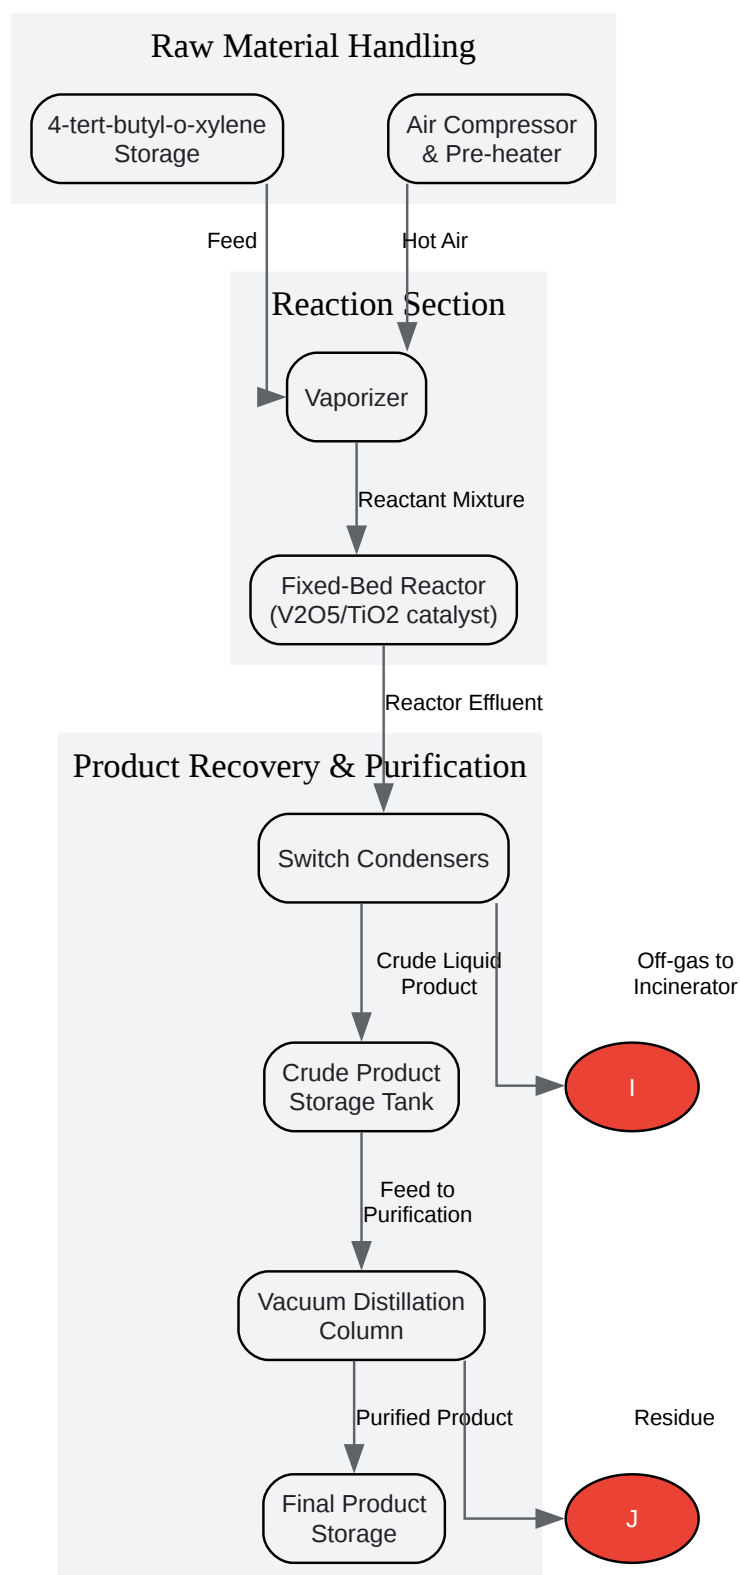 Raw Material Handling
4-tert-butyl-o-xylene
Storage
Air Compressor
& Pre-heater
Feed
Hot Air
Reaction Section
Vaporizer
Reactant Mixture
Fixed-Bed Reactor
(V2O5/TiO2 catalyst)
Reactor Effluent
Product Recovery & Purification
Switch Condensers
Crude Liquid
Product
Off-gas to
Incinerator
Crude Product
Storage Tank
I
Feed to
Purification
Vacuum Distillation
Column
Purified Product
Residue
Final Product
Storage
J